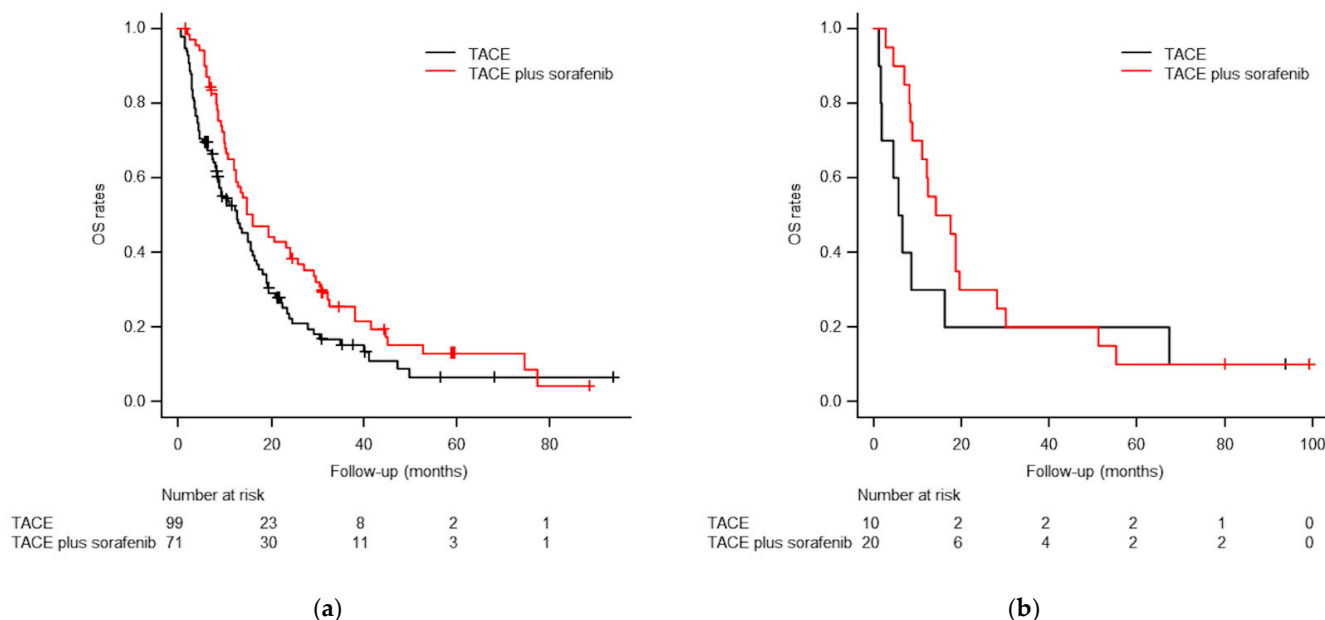 1.0
0.8
0.6
0.4
0.2
0.0
OS rates
TACE
TACE plus sorafenib
0 20 40 60 80
Follow-up (months)
Number at risk
TACE 99 23 8 2 1
TACE plus sorafenib 71 30 11 3 1
(a)
1.0
0.8
0.6
0.4
0.2
0.0
OS rates
TACE
TACE plus sorafenib
0 20 40 60 80 100
Follow-up (months)
Number at risk
TACE 10 2 2 2 1 0
TACE plus sorafenib 20 6 4 2 2 0
(b)